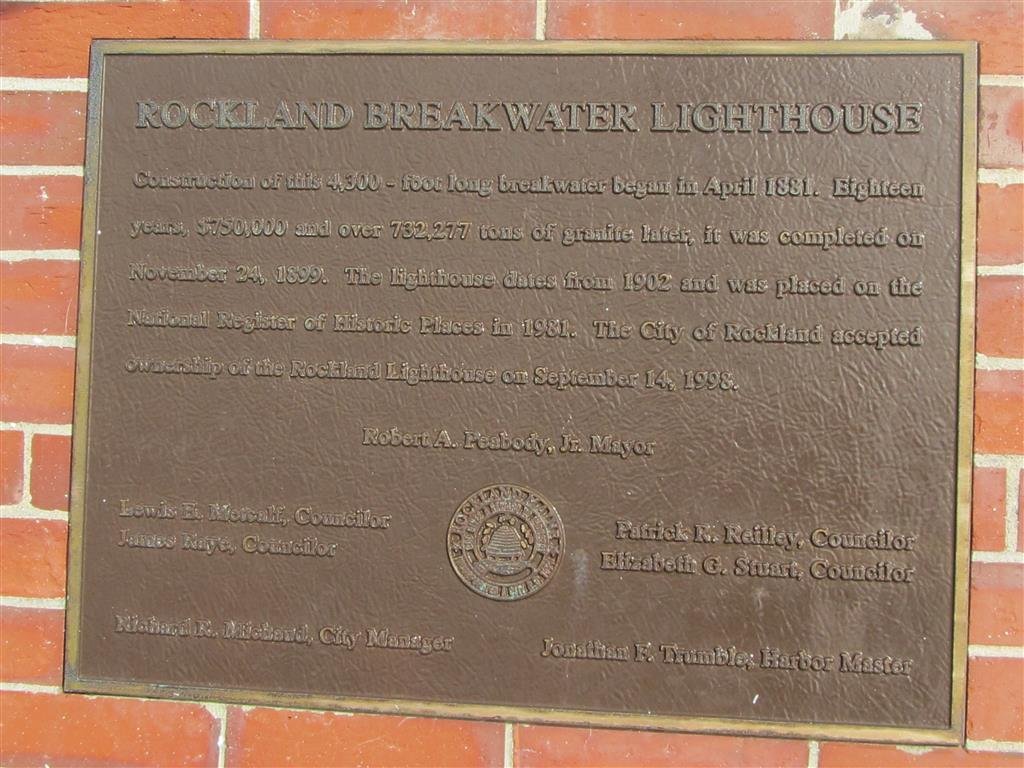 ROCKLAND BREAKWATER LIGHTHOUSE
Construction of this 4,300 - foot long breakwater began in April 1881. Eighteen
years, $750,000 and over 732,277 tons of granite later, it was completed on
November 24, 1899. The lighthouse dates from 1902 and was placed on the
National Register of Historic Places in 1981. The City of Rockland accepted
ownership of the Rockland Lighthouse on September 14, 1998.
Robert A. Peabody, Jr. Mayor
Lewis H. Metcalf, Councilor
James Raye, Councilor
ROCKLAND MAINE
Patrick R. Reilley, Councilor
Elizabeth G. Stuart, Councilor
Richard R. Michaud, City Manager
Jonathan F. Trumble, Harbor Master